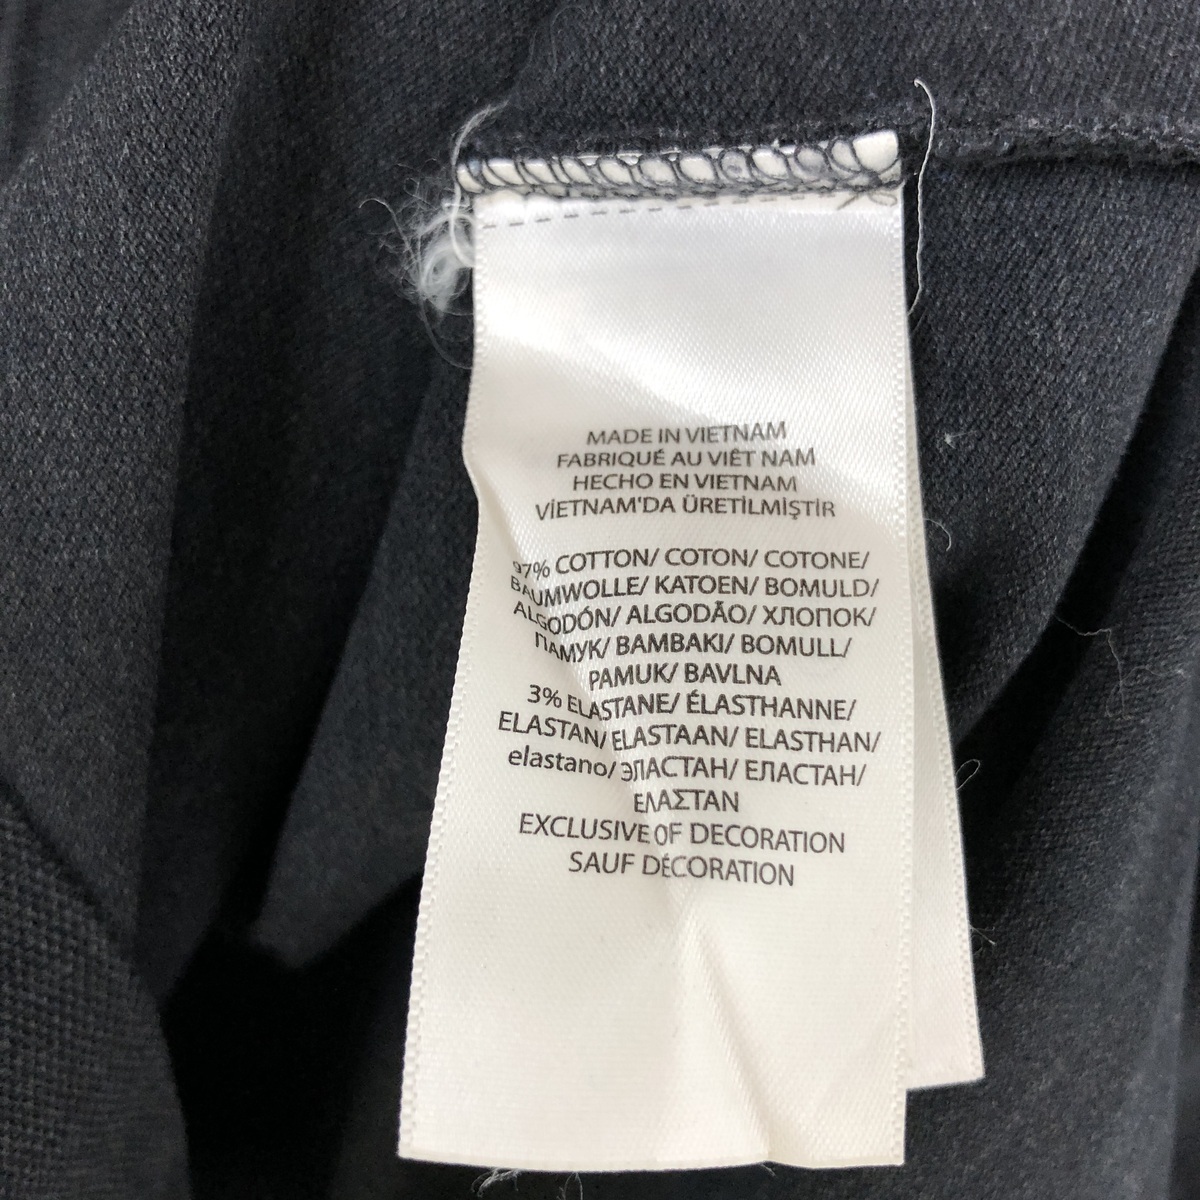 MADE IN VIETNAM
FABRIQUÉ AU VIÊT NAM
HECHO EN VIETNAM
VİETNAM'DA ÜRETİLMİŞTİR
97% COTTON/ COTON/ COTONE/
BAUMWOLLE/ KATOEN/ BOMULD/
ALGODÓN/ ALGODÃO/ ХЛОПОК/
ПАМУК/ BAMBAKI/ BOMULL/
PAMUK/ BAVLNA
3% ELASTANE/ ÉLASTHANNE/
ELASTAN/ ELASTAAN/ ELASTHAN/
elastano/ ЭЛАСТАН/ ЕЛАСТАН/
ΕΛΑΣΤΑΝ
EXCLUSIVE OF DECORATION
SAUF DÉCORATION